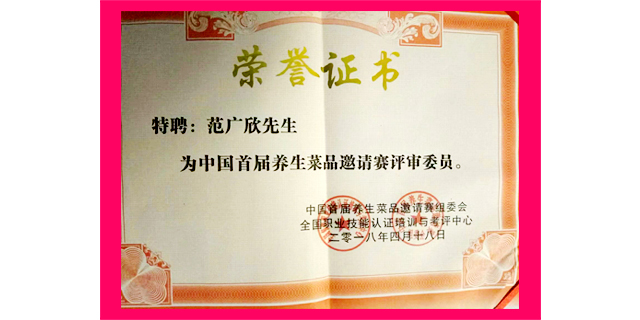 荣誉证书
特聘：范广欣先生
为中国首届养生菜品邀请赛评审委员。
中国首届养生菜品邀请赛组委会
全国职业技能认证培训与考评中心
二零一八年四月十八日